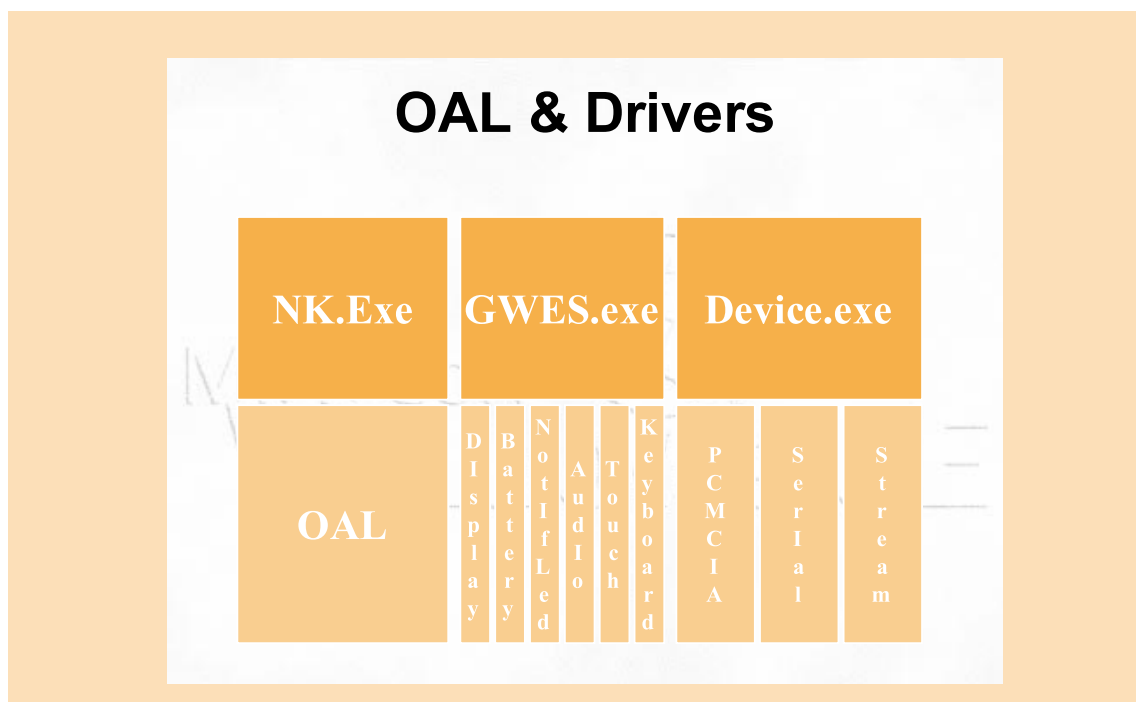 OAL & Drivers
NK.Exe
GWES.exe
Device.exe
OAL
DIsplay
Battery
NotIfLed
AudIo
Touch
Keyboard
PCMCIA
SerIal
Stream